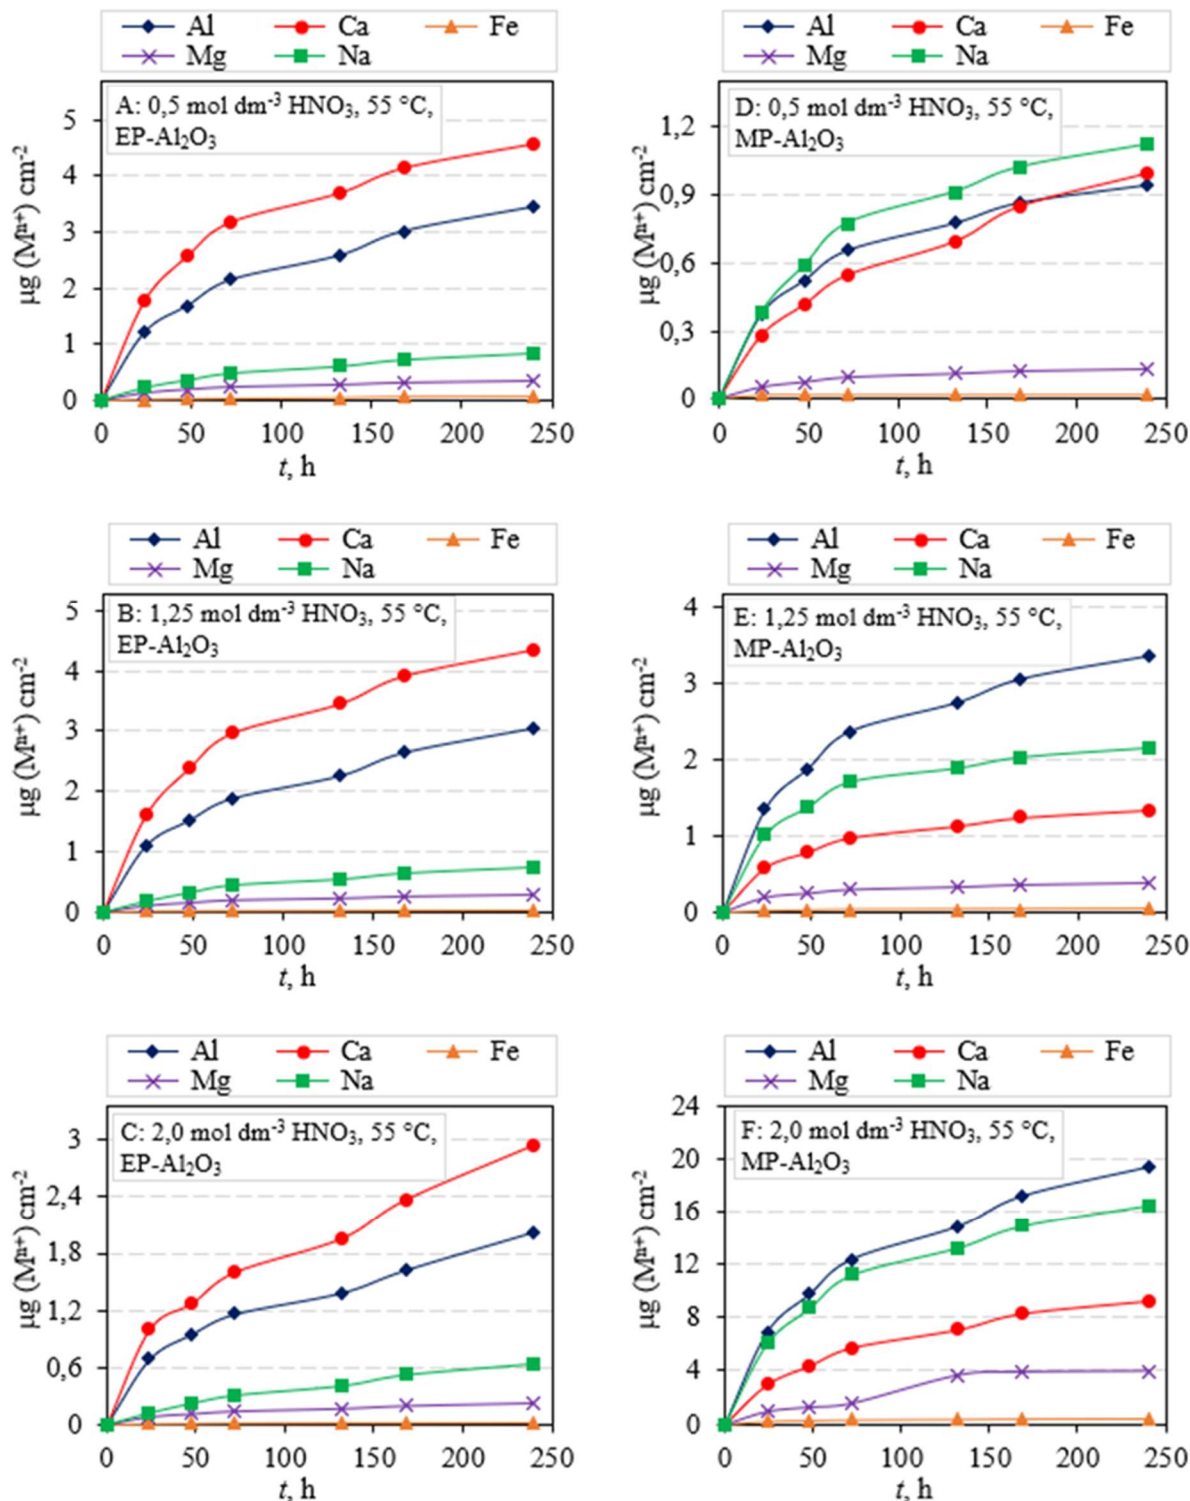 Al Ca Fe
Mg Na
A: 0,5 mol dm⁻³ HNO₃, 55 °C,
EP-Al₂O₃
5
4
3
2
1
0
µg (Mⁿ⁺) cm⁻²
0 50 100 150 200 250
t, h
Al Ca Fe
Mg Na
D: 0,5 mol dm⁻³ HNO₃, 55 °C,
MP-Al₂O₃
1,2
0,9
0,6
0,3
0
µg (Mⁿ⁺) cm⁻²
0 50 100 150 200 250
t, h
Al Ca Fe
Mg Na
B: 1,25 mol dm⁻³ HNO₃, 55 °C,
EP-Al₂O₃
5
4
3
2
1
0
µg (Mⁿ⁺) cm⁻²
0 50 100 150 200 250
t, h
Al Ca Fe
Mg Na
E: 1,25 mol dm⁻³ HNO₃, 55 °C,
MP-Al₂O₃
4
3
2
1
0
µg (Mⁿ⁺) cm⁻²
0 50 100 150 200 250
t, h
Al Ca Fe
Mg Na
C: 2,0 mol dm⁻³ HNO₃, 55 °C,
EP-Al₂O₃
3
2,4
1,8
1,2
0,6
0
µg (Mⁿ⁺) cm⁻²
0 50 100 150 200 250
t, h
Al Ca Fe
Mg Na
F: 2,0 mol dm⁻³ HNO₃, 55 °C,
MP-Al₂O₃
24
20
16
12
8
4
0
µg (Mⁿ⁺) cm⁻²
0 50 100 150 200 250
t, h